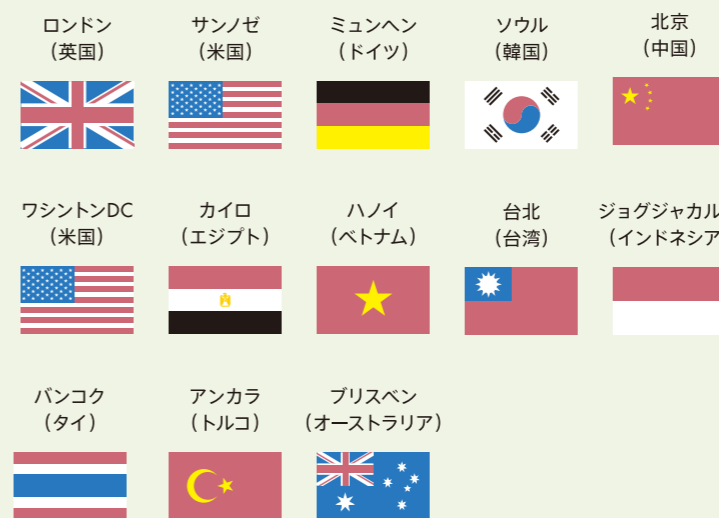 ロンドン
（英国）
サンノゼ
（米国）
ミュンヘン
（ドイツ）
ソウル
（韓国）
北京
（中国）
ワシントンDC
（米国）
カイロ
（エジプト）
ハノイ
（ベトナム）
台北
（台湾）
ジョグジャカル
（インドネシア
バンコク
（タイ）
アンカラ
（トルコ）
ブリスベン
（オーストラリア）